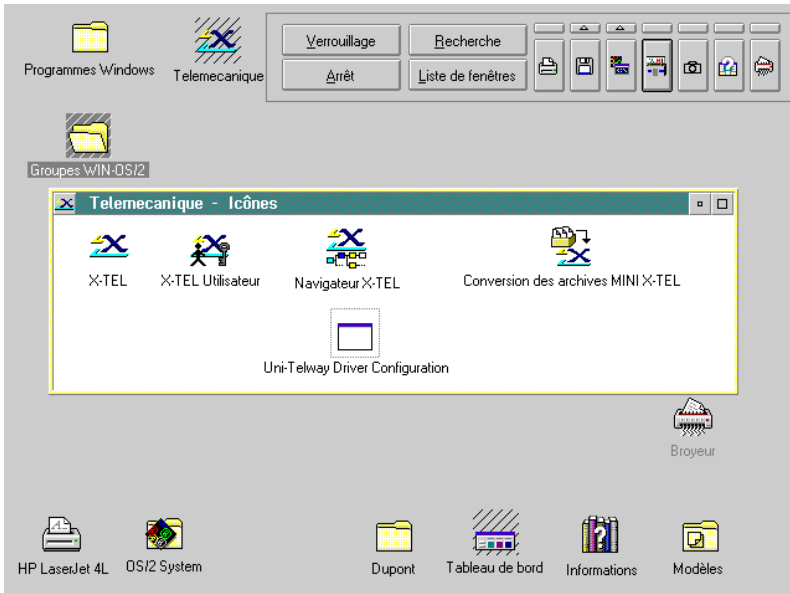 Programmes Windows
Telemecanique
Verrouillage
Recherche
Arrêt
Liste de fenêtres
Groupes WIN-OS/2
Telemecanique - Icônes
X-TEL
X-TEL Utilisateur
Navigateur X-TEL
Conversion des archives MINI X-TEL
Uni-Telway Driver Configuration
Broyeur
HP LaserJet 4L
OS/2 System
Dupont
Tableau de bord
Informations
Modèles